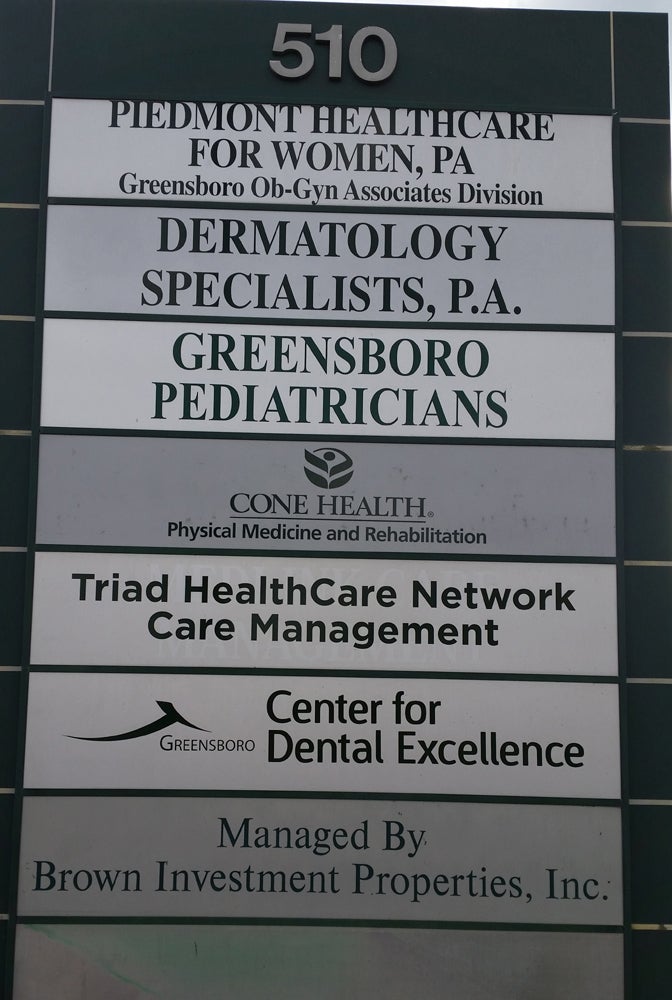 510
PIEDMONT HEALTHCARE
FOR WOMEN, PA
Greensboro Ob-Gyn Associates Division
DERMATOLOGY
SPECIALISTS, P.A.
GREENSBORO
PEDIATRICIANS
CONE HEALTH®
Physical Medicine and Rehabilitation
Triad HealthCare Network
Care Management
GREENSBORO
Center for
Dental Excellence
Managed By
Brown Investment Properties, Inc.